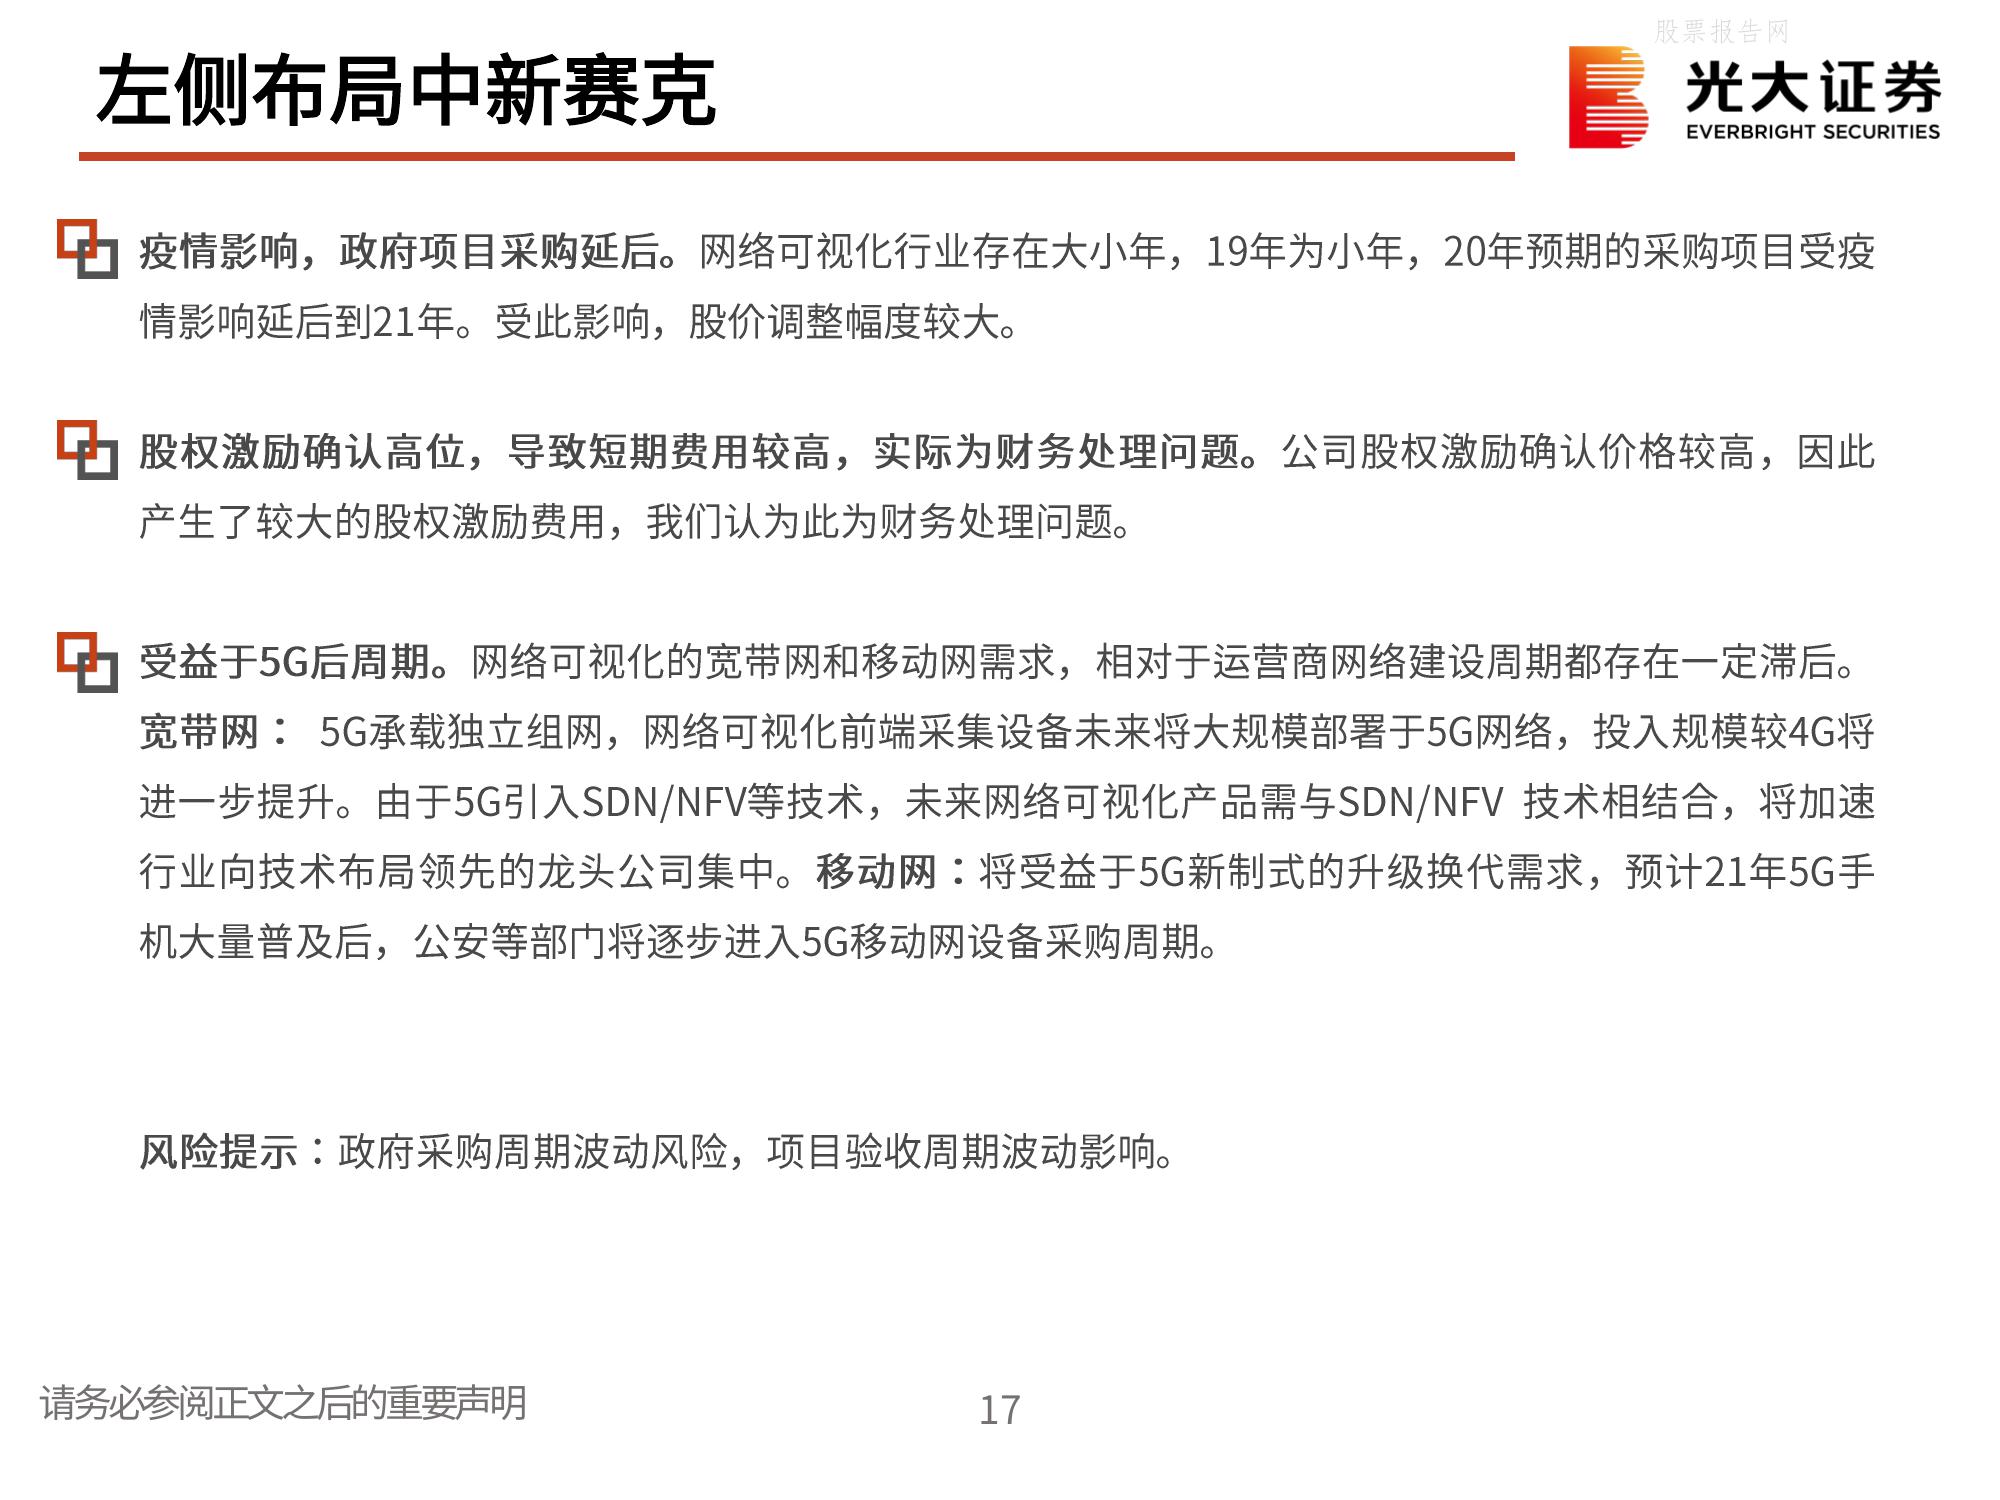 股票报告网
左侧布局中新赛克
光大证券
EVERBRIGHT SECURITIES
疫情影响，政府项目采购延后。网络可视化行业存在大小年，19年为小年，20年预期的采购项目受疫
情影响延后到21年。受此影响，股价调整幅度较大。
股权激励确认高位，导致短期费用较高，实际为财务处理问题。公司股权激励确认价格较高，因此
产生了较大的股权激励费用，我们认为此为财务处理问题。
受益于5G后周期。网络可视化的宽带网和移动网需求，相对于运营商网络建设周期都存在一定滞后。
宽带网： 5G承载独立组网，网络可视化前端采集设备未来将大规模部署于5G网络，投入规模较4G将
进一步提升。由于5G引入SDN/NFV等技术，未来网络可视化产品需与SDN/NFV 技术相结合，将加速
行业向技术布局领先的龙头公司集中。移动网：将受益于5G新制式的升级换代需求，预计21年5G手
机大量普及后，公安等部门将逐步进入5G移动网设备采购周期。
风险提示：政府采购周期波动风险，项目验收周期波动影响。
请务必参阅正文之后的重要声明
17